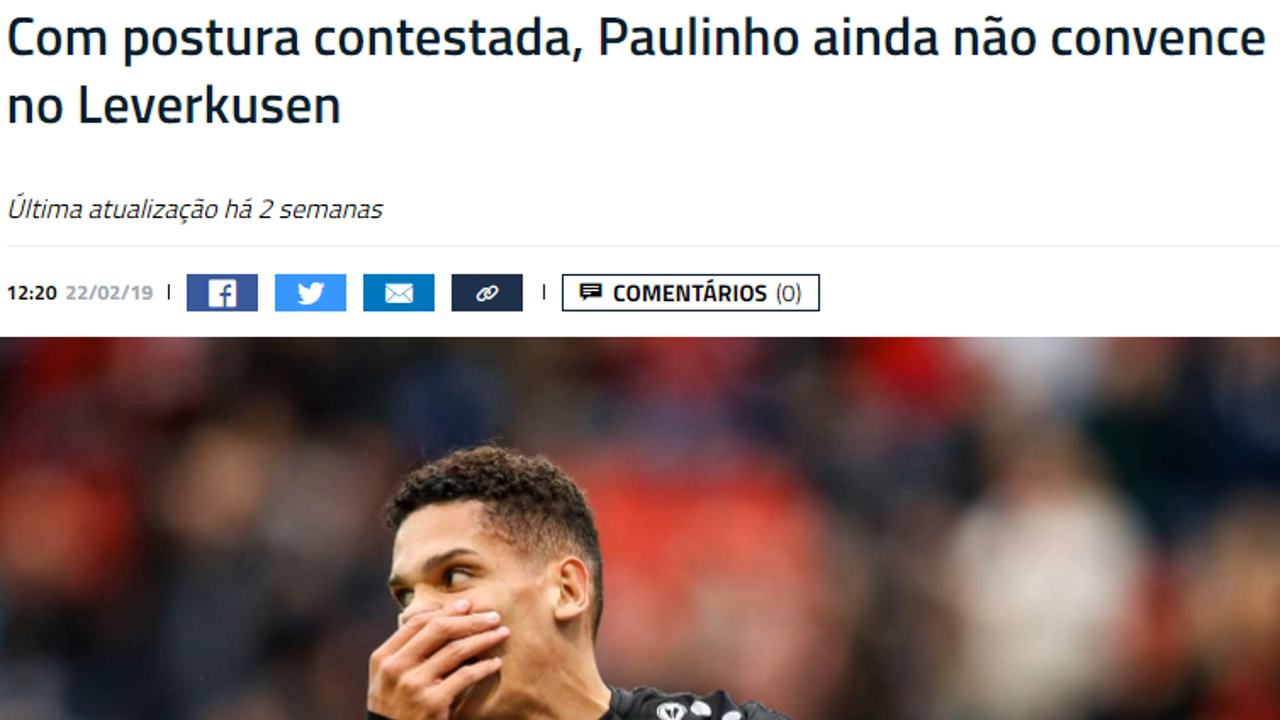 Com postura contestada, Paulinho ainda não convence
no Leverkusen
Última atualização há 2 semanas
12:20 22/02/19 | | COMENTÁRIOS (0)